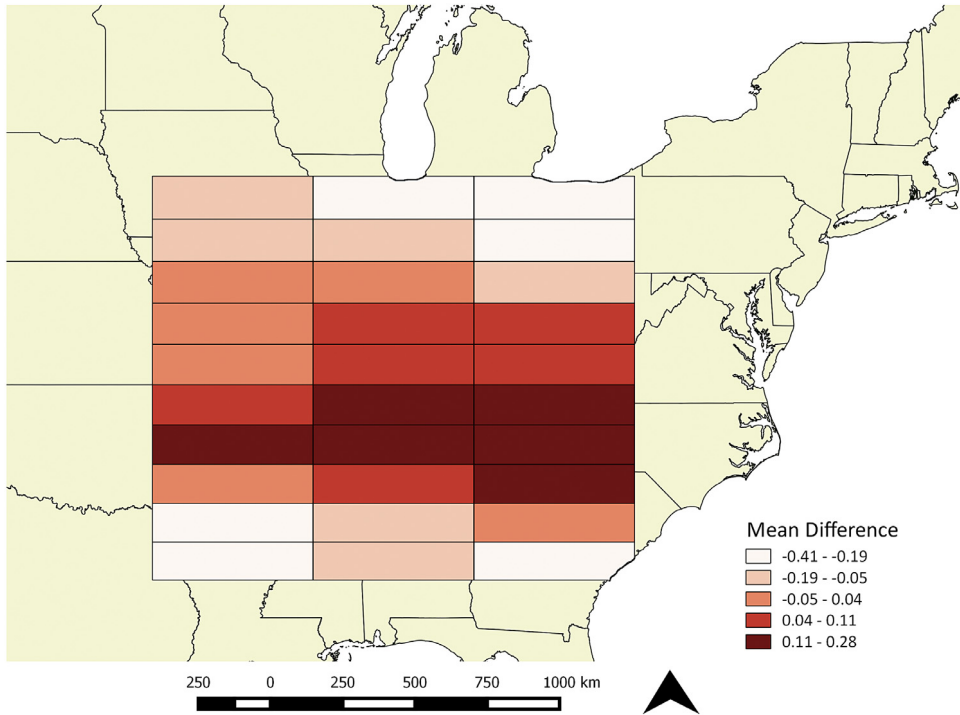 Mean Difference
-0.41 - -0.19
-0.19 - -0.05
-0.05 - 0.04
0.04 - 0.11
0.11 - 0.28
250 0 250 500 750 1000 km